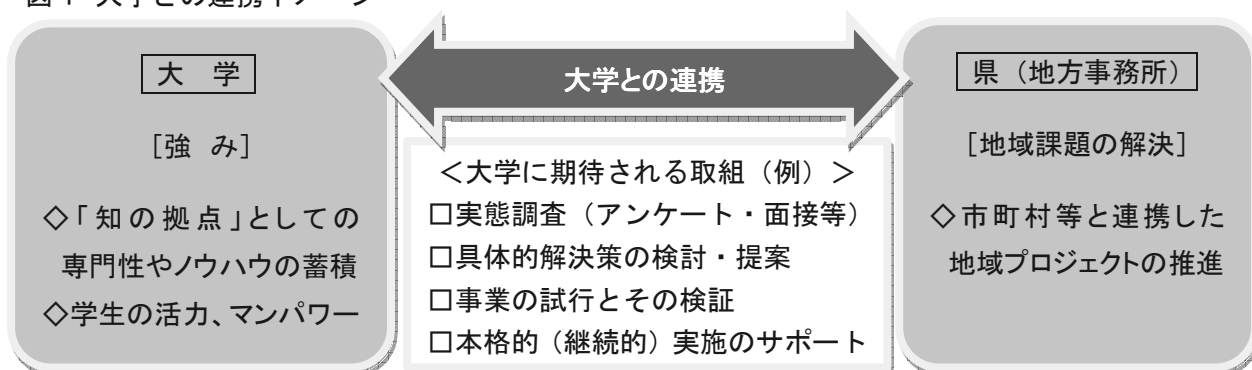 図1 大学との連携イメージ
大 学
[強 み]
◇「知の拠点」としての
専門性やノウハウの蓄積
◇学生の活力、マンパワー
大学との連携
<大学に期待される取組（例）>
□実態調査（アンケート・面接等）
□具体的解決策の検討・提案
□事業の試行とその検証
□本格的（継続的）実施のサポート
県（地方事務所）
[地域課題の解決]
◇市町村等と連携した
地域プロジェクトの推進